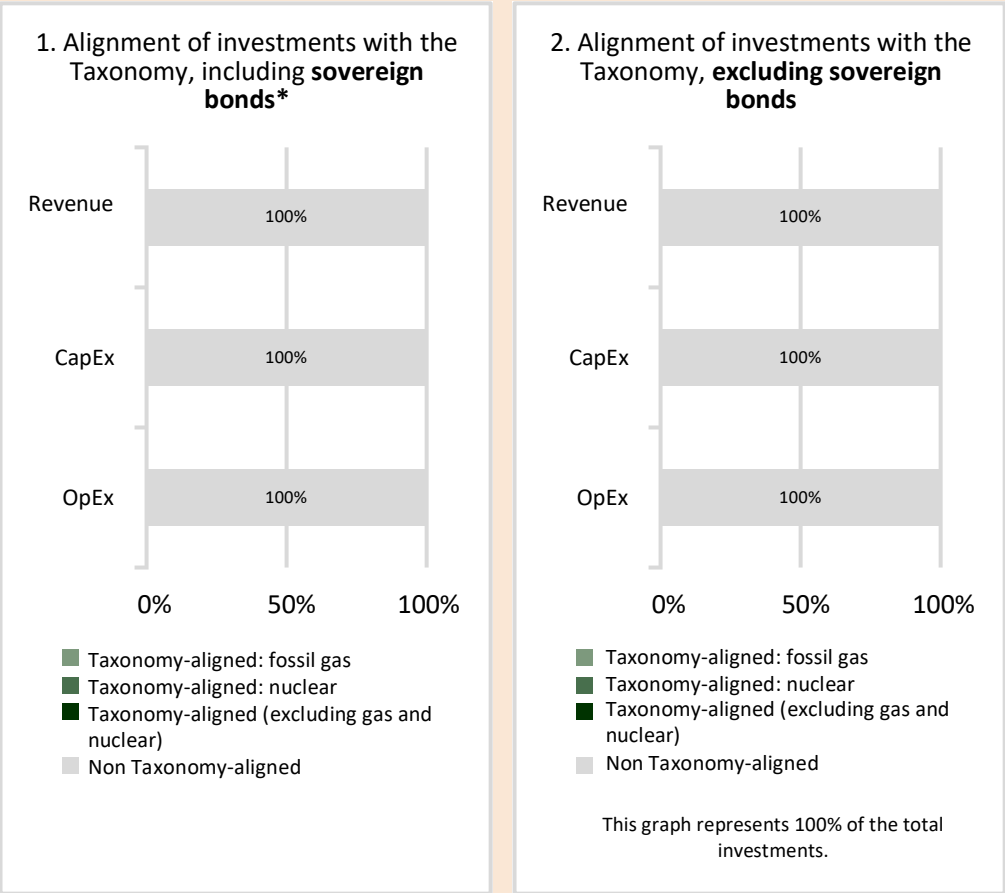 1. Alignment of investments with the
Taxonomy, including sovereign
bonds*
Revenue
100%
CapEx
100%
OpEx
100%
0%
50%
100%
Taxonomy-aligned: fossil gas
Taxonomy-aligned: nuclear
Taxonomy-aligned (excluding gas and
nuclear)
Non Taxonomy-aligned
2. Alignment of investments with the
Taxonomy, excluding sovereign
bonds
Revenue
100%
CapEx
100%
OpEx
100%
0%
50%
100%
Taxonomy-aligned: fossil gas
Taxonomy-aligned: nuclear
Taxonomy-aligned (excluding gas and
nuclear)
Non Taxonomy-aligned
This graph represents 100% of the total
investments.